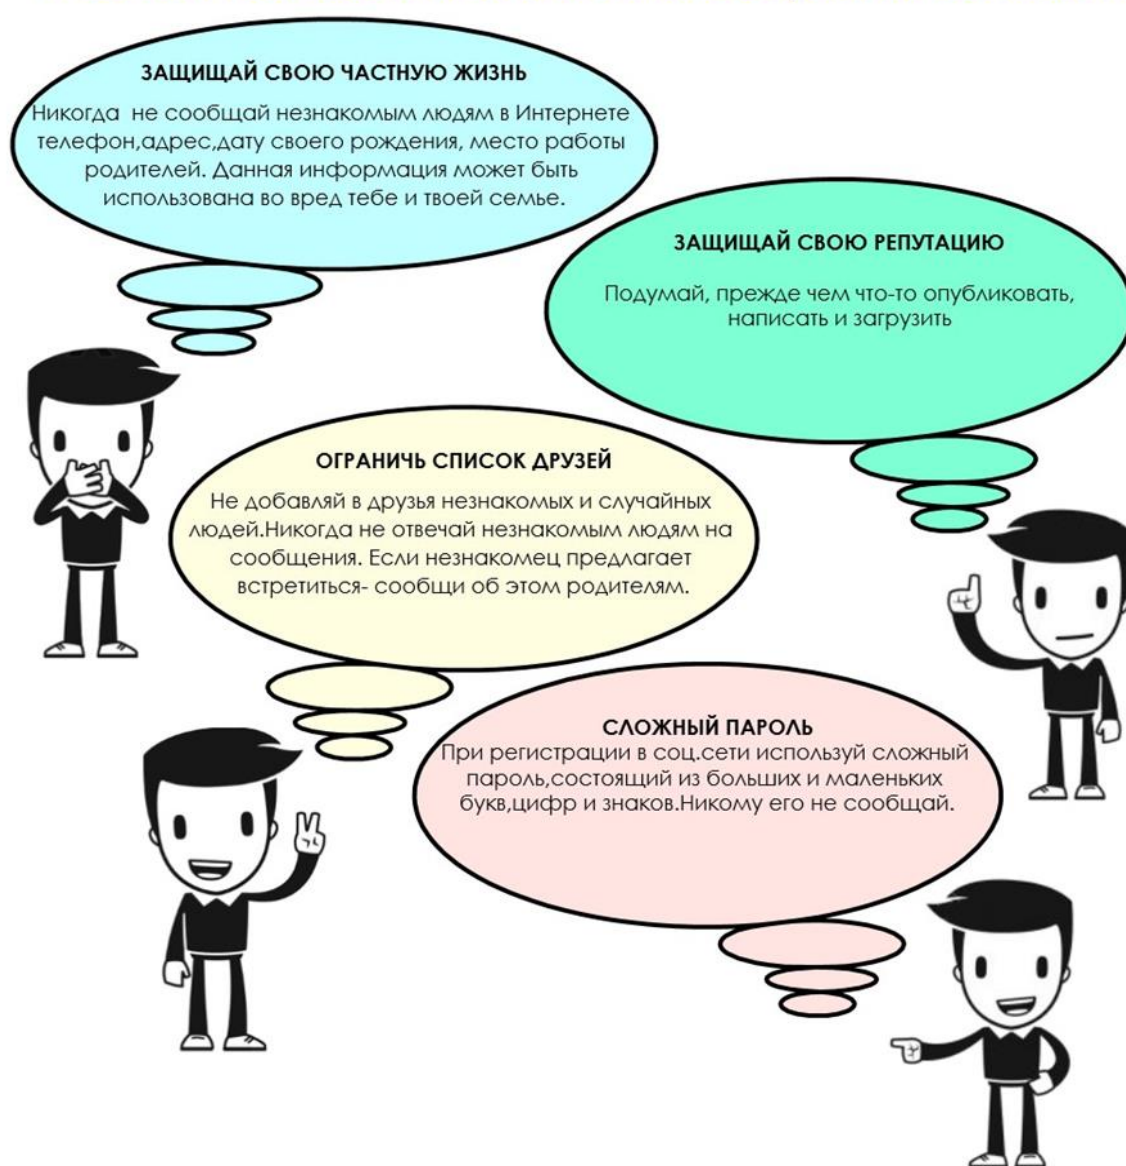 ЗАЩИЩАЙ СВОЮ ЧАСТНУЮ ЖИЗНЬ
Никогда не сообщай незнакомым людям в Интернете
телефон,адрес,дату своего рождения, место работы
родителей. Данная информация может быть
использована во вред тебе и твоей семье.
ЗАЩИЩАЙ СВОЮ РЕПУТАЦИЮ
Подумай, прежде чем что-то опубликовать,
написать и загрузить
ОГРАНИЧЬ СПИСОК ДРУЗЕЙ
Не добавляй в друзья незнакомых и случайных
людей.Никогда не отвечай незнакомым людям на
сообщения. Если незнакомец предлагает
встретиться- сообщи об этом родителям.
СЛОЖНЫЙ ПАРОЛЬ
При регистрации в соц.сети используй сложный
пароль,состоящий из больших и маленьких
букв,цифр и знаков.Никому его не сообщай.